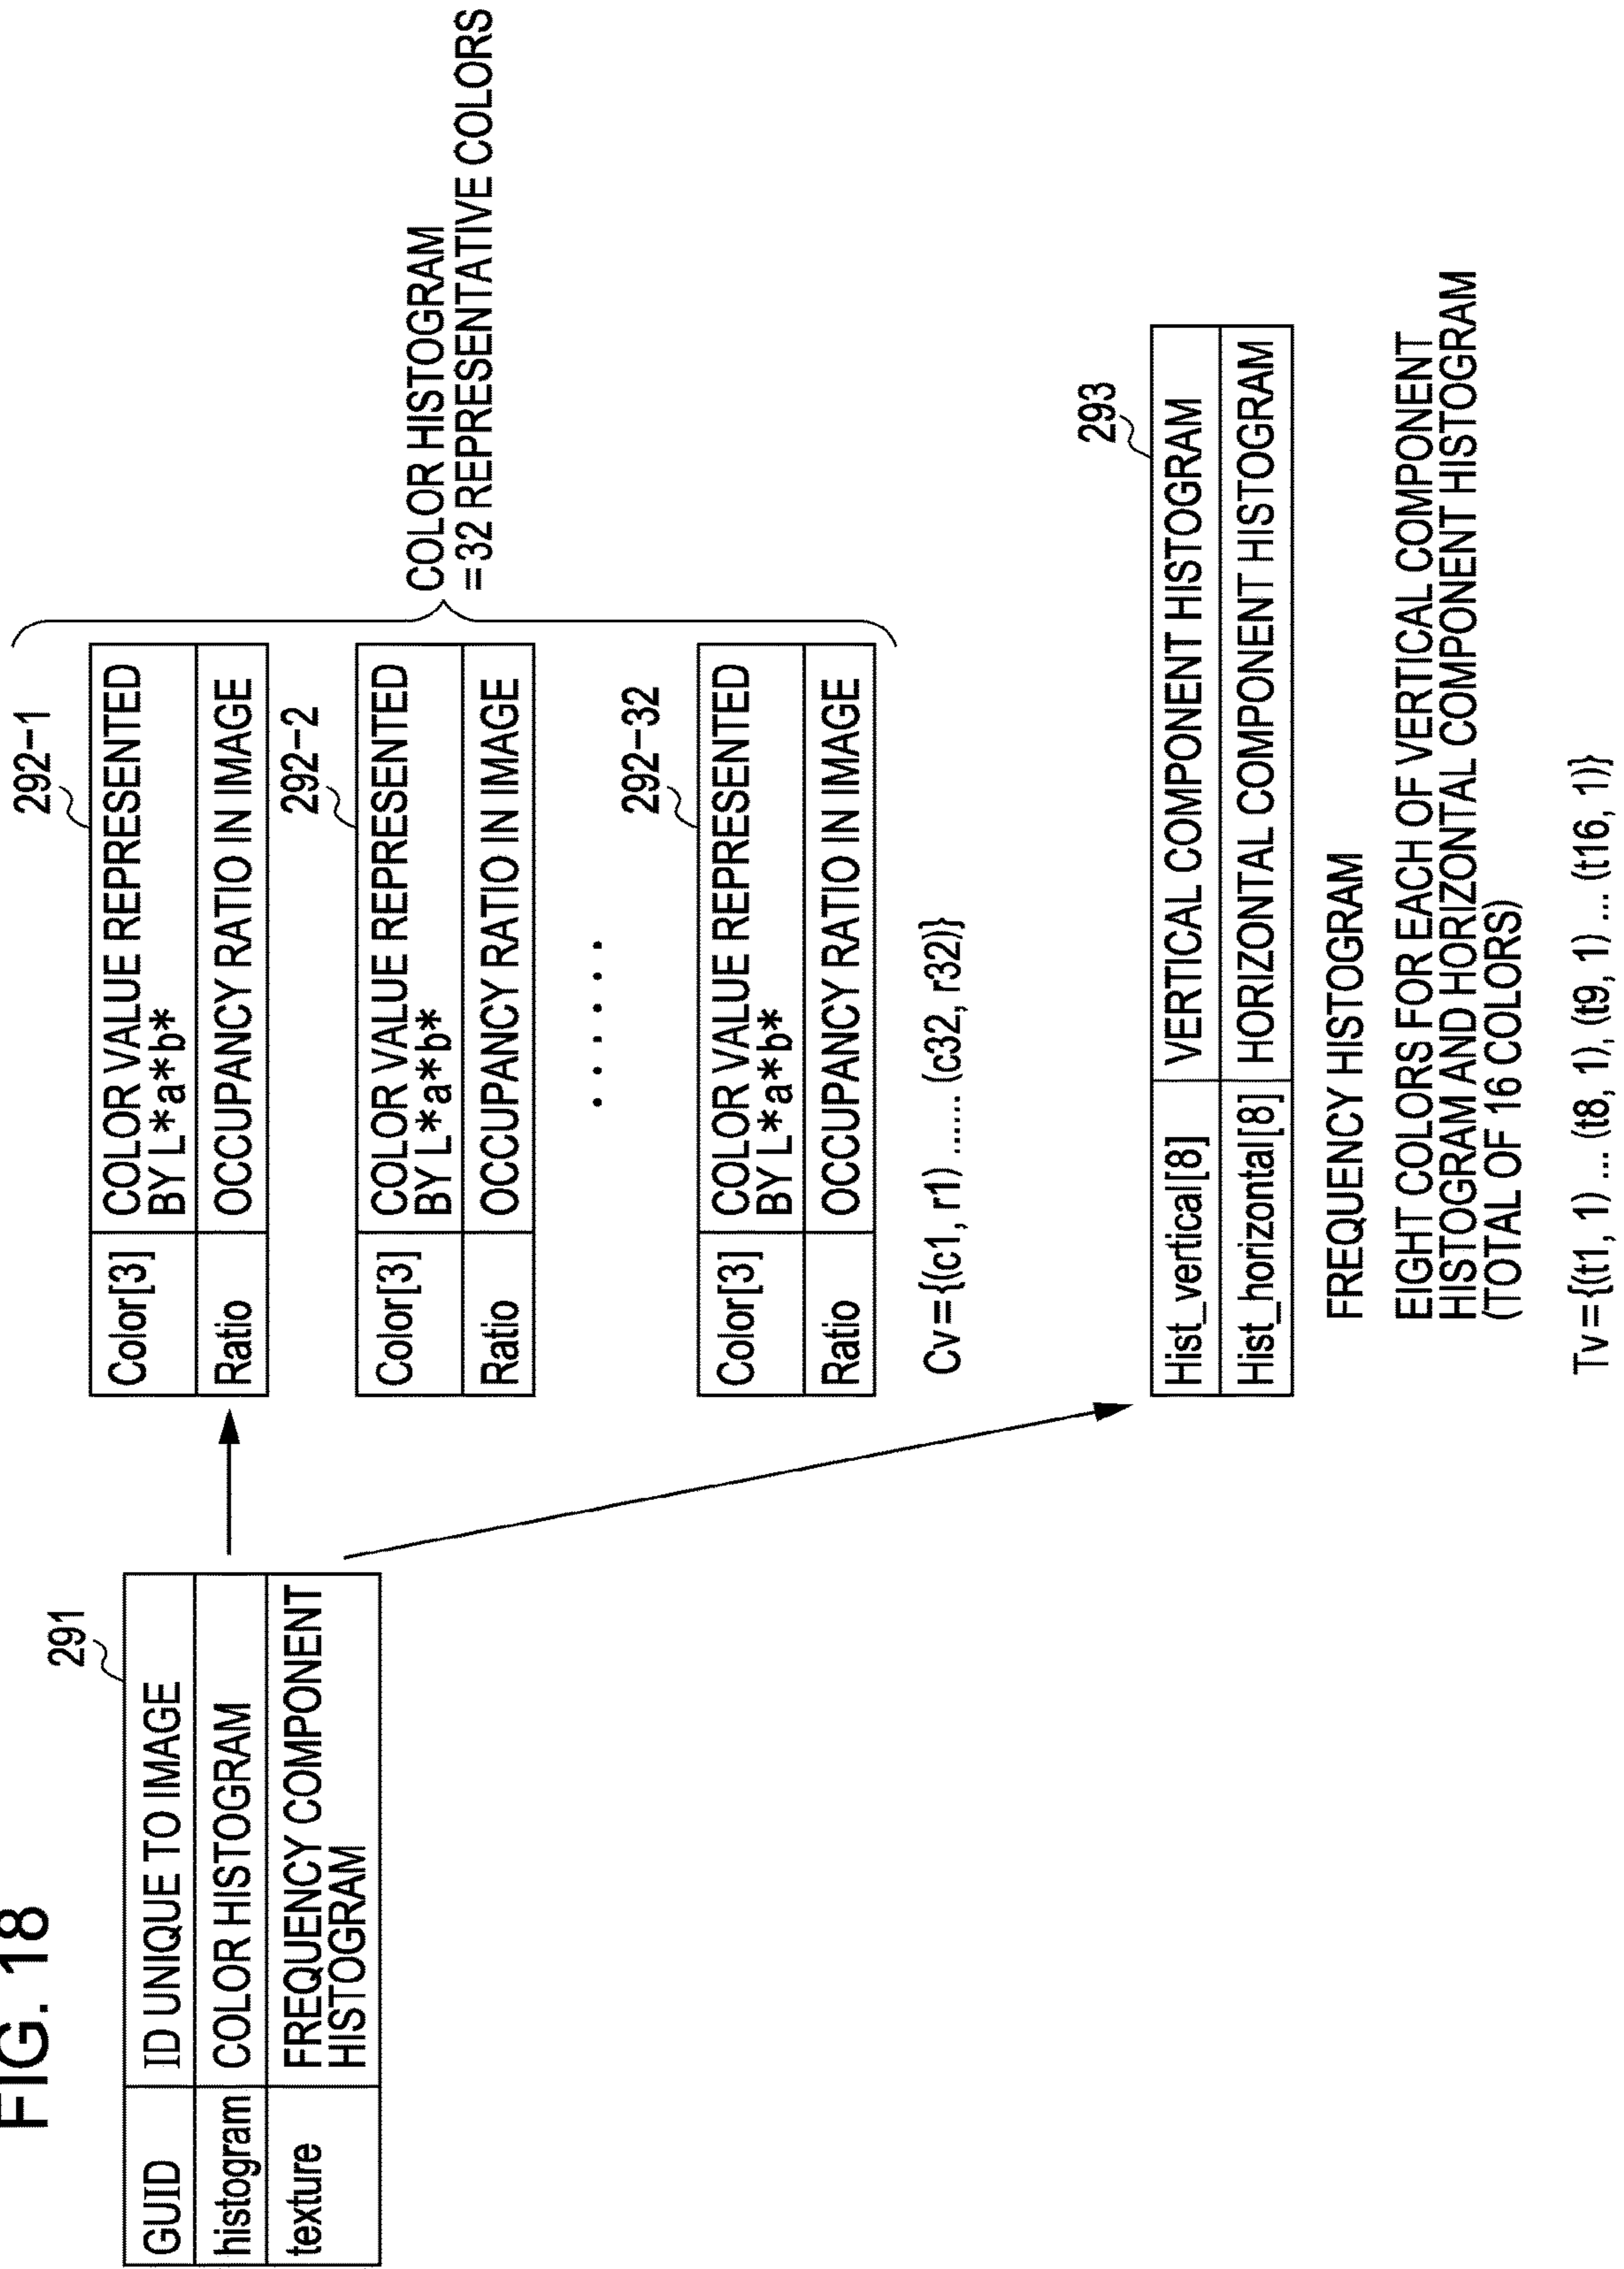 FIG. 18
291
GUID
ID UNIQUE TO IMAGE
histogram
COLOR HISTOGRAM
texture
FREQUENCY COMPONENT
HISTOGRAM
292-1
Color[3]
COLOR VALUE REPRESENTED
BY L*a*b*
Ratio
OCCUPANCY RATIO IN IMAGE
292-2
Color[3]
COLOR VALUE REPRESENTED
BY L*a*b*
Ratio
OCCUPANCY RATIO IN IMAGE
......
292-32
Color[3]
COLOR VALUE REPRESENTED
BY L*a*b*
Ratio
OCCUPANCY RATIO IN IMAGE
COLOR HISTOGRAM
=32 REPRESENTATIVE COLORS
Cv={(c1, r1) ...... (c32, r32)}
293
Hist_vertical[8]
VERTICAL COMPONENT HISTOGRAM
Hist_horizontal[8]
HORIZONTAL COMPONENT HISTOGRAM
FREQUENCY HISTOGRAM
EIGHT COLORS FOR EACH OF VERTICAL COMPONENT
HISTOGRAM AND HORIZONTAL COMPONENT HISTOGRAM
(TOTAL OF 16 COLORS)
Tv={(t1, 1) ... (t8, 1), (t9, 1) ... (t16, 1)}